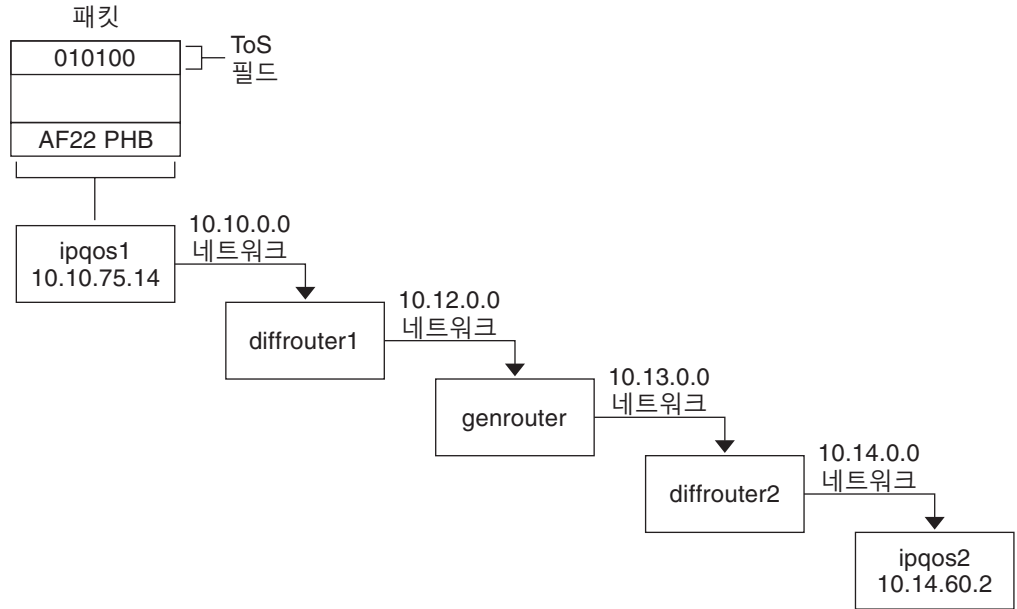 패킷
010100
ToS
필드
AF22 PHB
ipqos1
10.10.75.14
10.10.0.0
네트워크
diffrouter1
10.12.0.0
네트워크
genrouter
10.13.0.0
네트워크
diffrouter2
10.14.0.0
네트워크
ipqos2
10.14.60.2